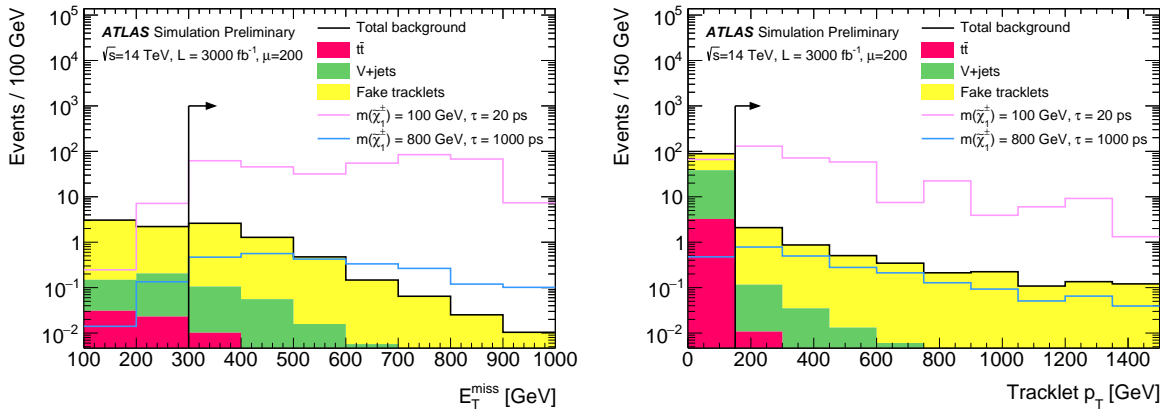 Events / 100 GeV
10⁵
10⁴
10³
10²
10
1
10⁻¹
10⁻²
ATLAS Simulation Preliminary
√s=14 TeV, L = 3000 fb⁻¹, μ=200
Total background
tt̄
V+jets
Fake tracklets
m(χ̃₁±) = 100 GeV, τ = 20 ps
m(χ̃₁±) = 800 GeV, τ = 1000 ps
100 200 300 400 500 600 700 800 900 1000
E_T^miss [GeV]
Events / 150 GeV
10⁵
10⁴
10³
10²
10
1
10⁻¹
10⁻²
ATLAS Simulation Preliminary
√s=14 TeV, L = 3000 fb⁻¹, μ=200
Total background
tt̄
V+jets
Fake tracklets
m(χ̃₁±) = 100 GeV, τ = 20 ps
m(χ̃₁±) = 800 GeV, τ = 1000 ps
0 200 400 600 800 1000 1200 1400
Tracklet p_T [GeV]